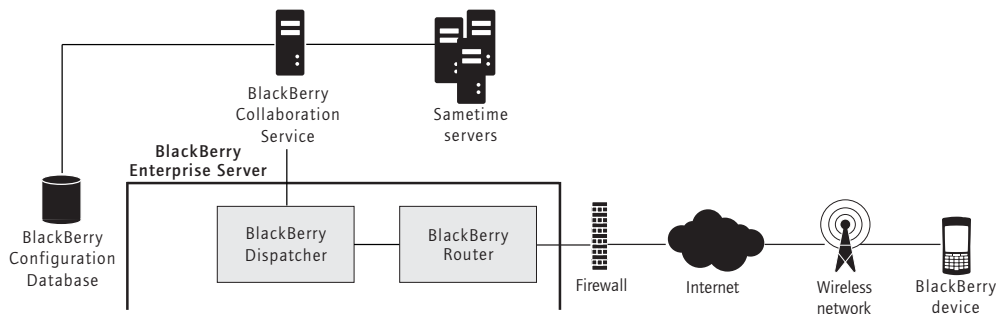 BlackBerry
Collaboration
Service
Sametime
servers
BlackBerry
Enterprise Server
BlackBerry
Configuration
Database
BlackBerry
Dispatcher
BlackBerry
Router
Firewall
Internet
Wireless
network
BlackBerry
device